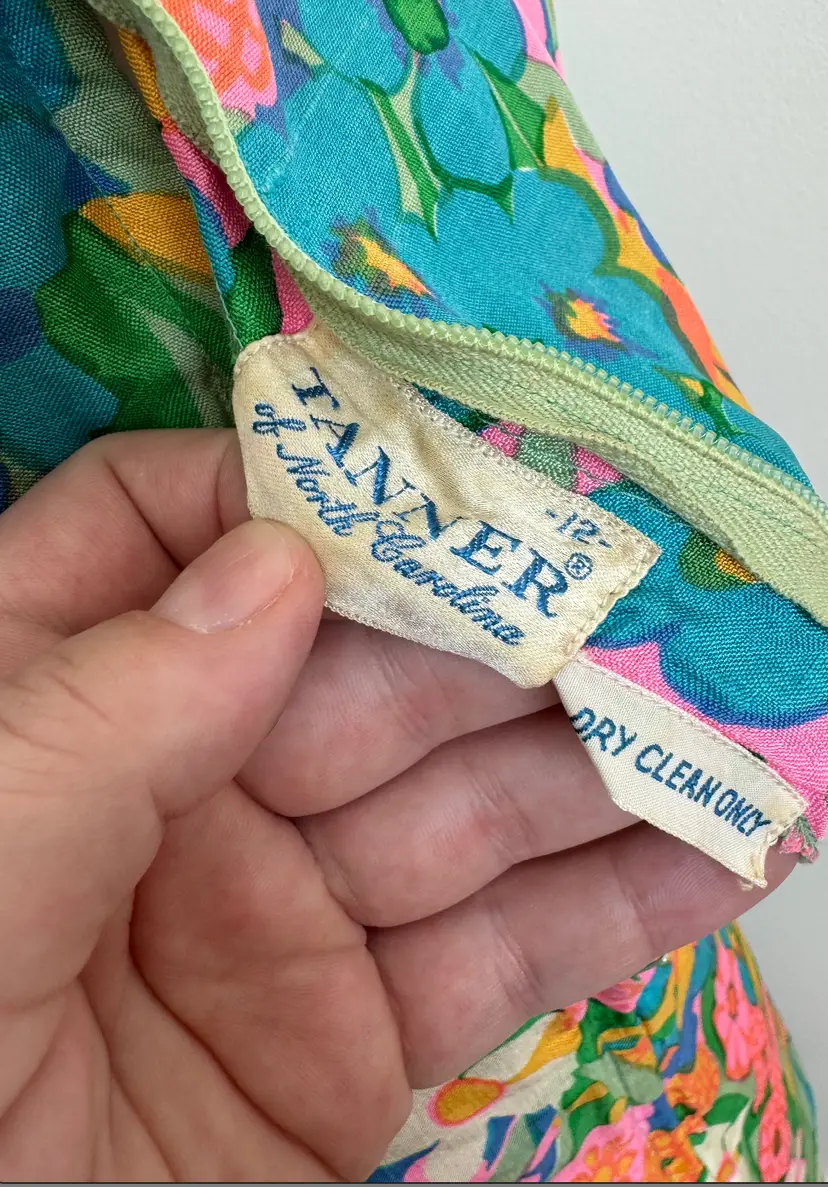 TANNER®
of North Carolina
-12-
DRY CLEAN ONLY